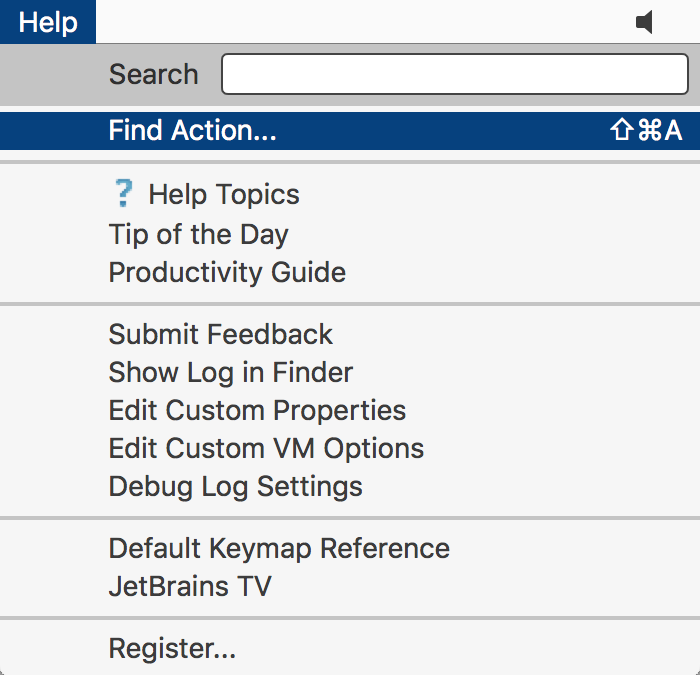 Help
Search
Find Action... ⇧⌘A
? Help Topics
Tip of the Day
Productivity Guide
Submit Feedback
Show Log in Finder
Edit Custom Properties
Edit Custom VM Options
Debug Log Settings
Default Keymap Reference
JetBrains TV
Register...